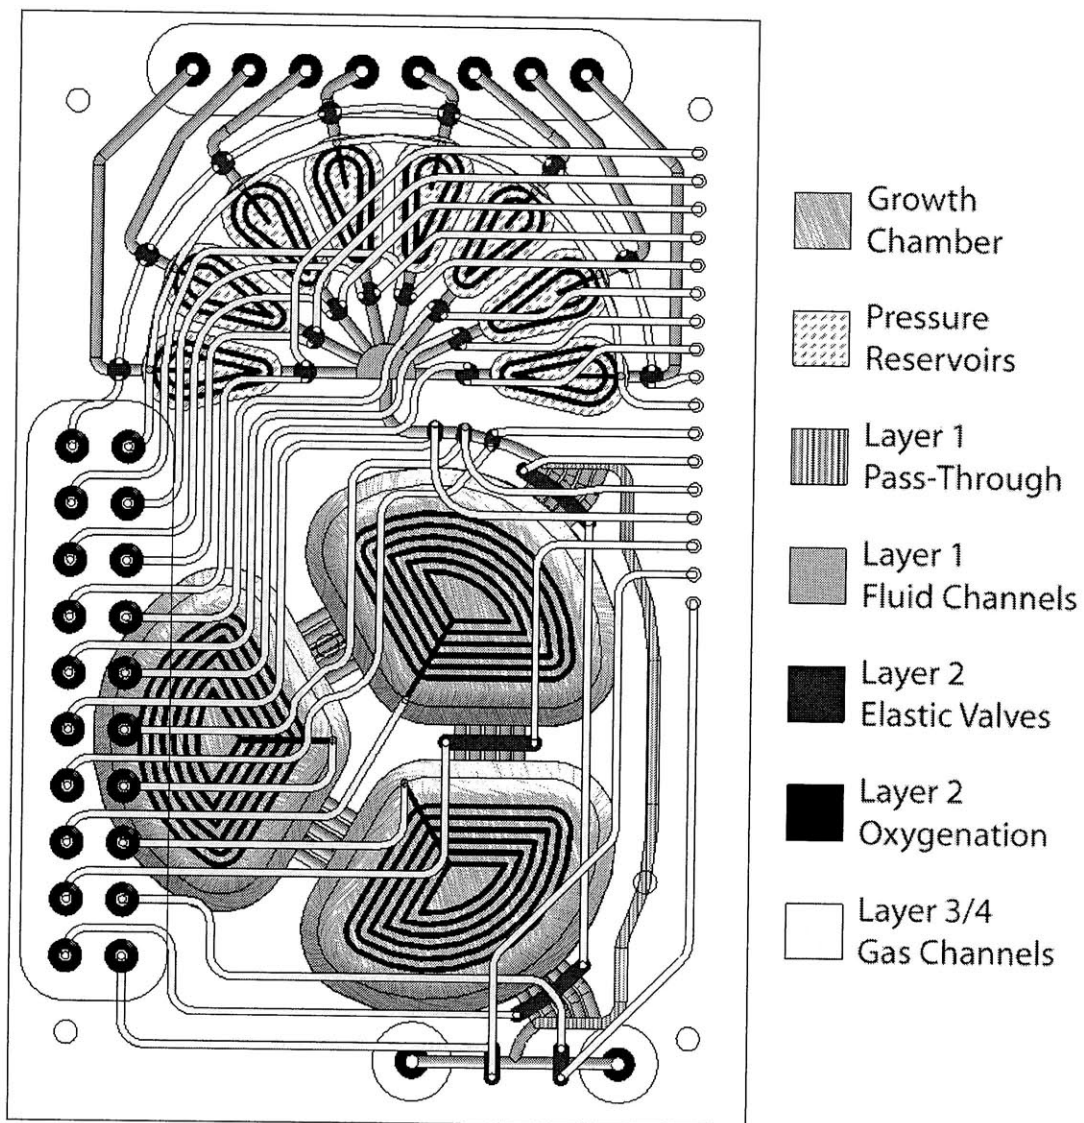 Growth
Chamber
Pressure
Reservoirs
Layer 1
Pass-Through
Layer 1
Fluid Channels
Layer 2
Elastic Valves
Layer 2
Oxygenation
Layer 3/4
Gas Channels